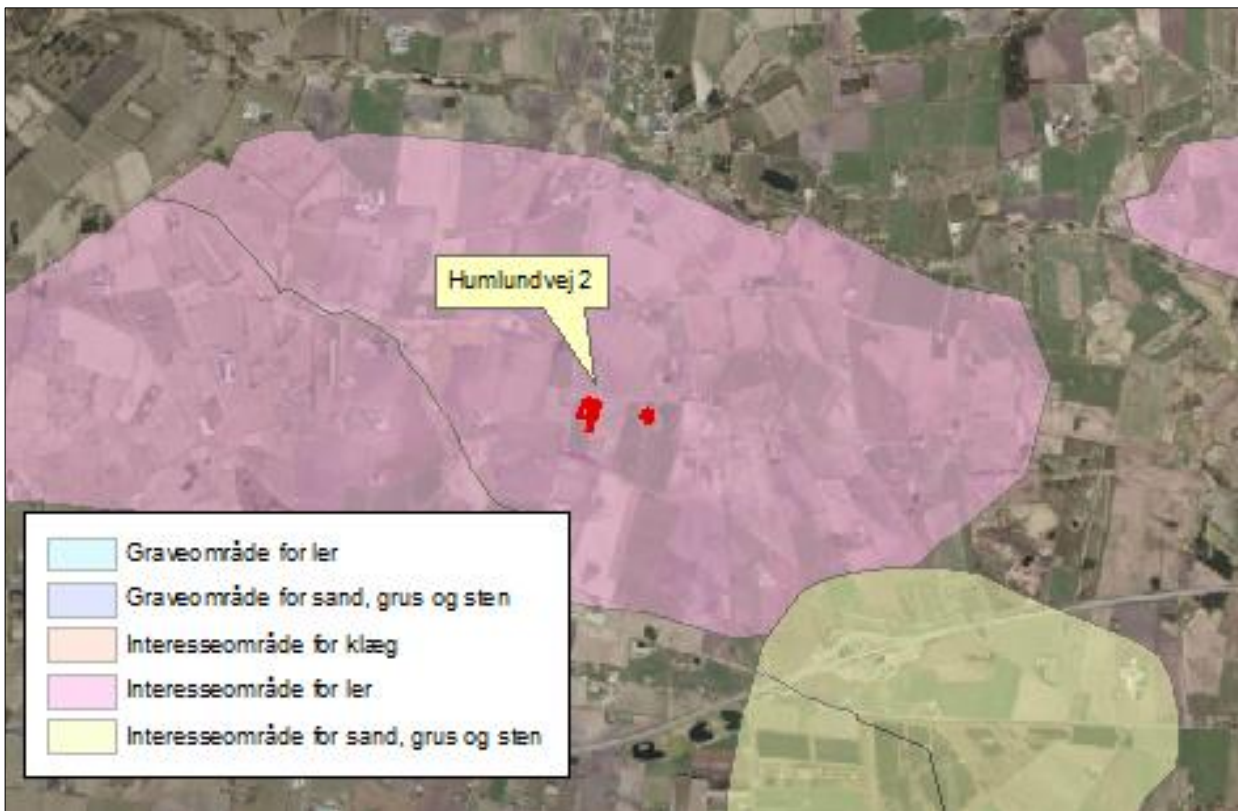 Humlundvej 2
Graveområde for ler
Graveområde for sand, grus og sten
Interesseområde for klæg
Interesseområde for ler
Interesseområde for sand, grus og sten